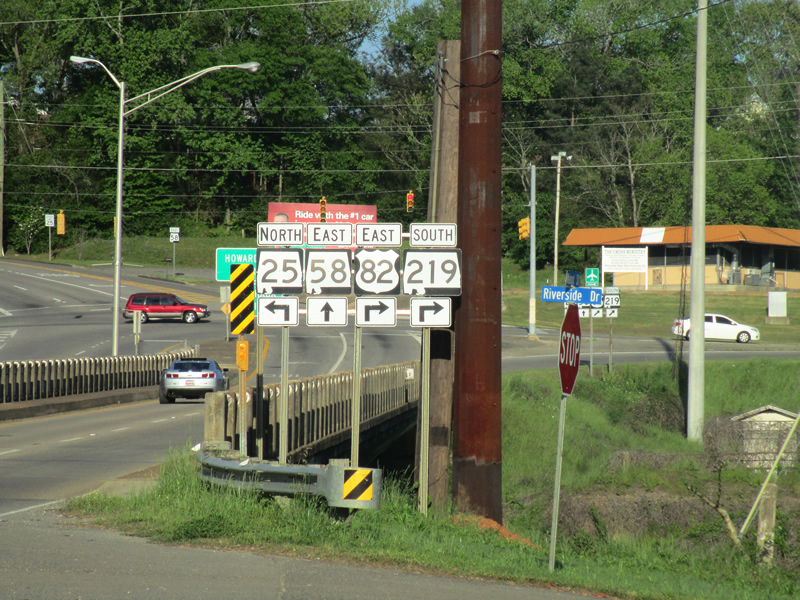 Ride with the #1 car
NORTH EAST EAST SOUTH
HOWARD
25 58 82 219
Riverside Dr
STOP
219